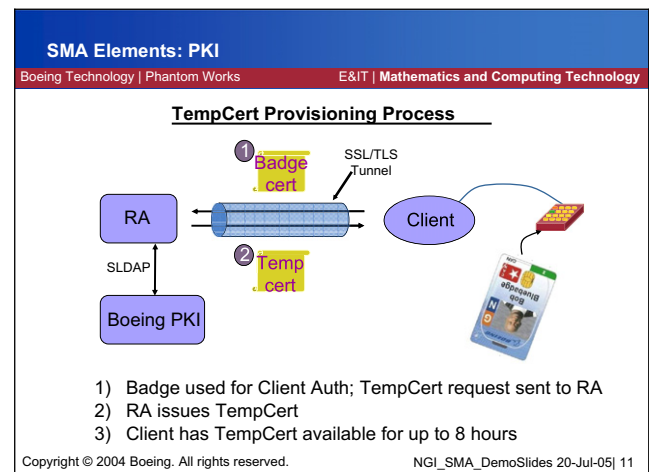 SMA Elements: PKI
Boeing Technology | Phantom Works E&IT | Mathematics and Computing Technology
TempCert Provisioning Process
1
Badge
cert
SSL/TLS
Tunnel
RA
Client
SLDAP
2
Temp
cert
Boeing PKI
Bob
Bluebadge
1) Badge used for Client Auth; TempCert request sent to RA
2) RA issues TempCert
3) Client has TempCert available for up to 8 hours
Copyright © 2004 Boeing. All rights reserved. NGI_SMA_DemoSlides 20-Jul-05| 11